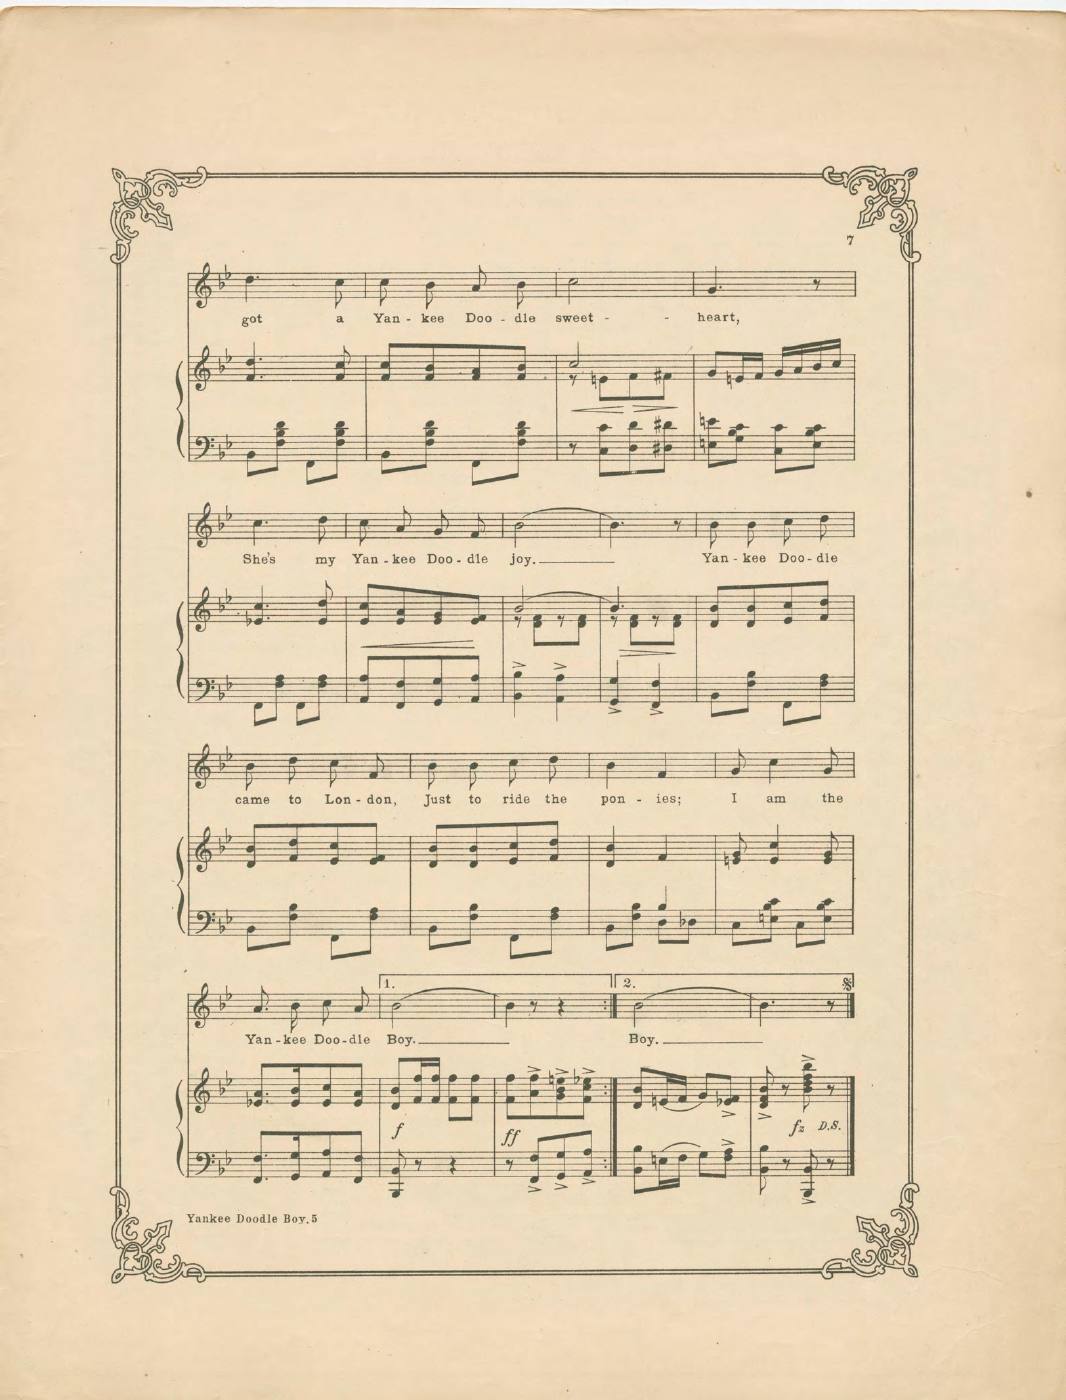 7
got a Yan - kee Doo - dle sweet - - heart,
She's my Yan - kee Doo - dle joy. Yan - kee Doo - dle
came to Lon - don, Just to ride the pon - ies; I am the
1. 2.
Yan - kee Doo - dle Boy. Boy.
f ff fz D.S.
Yankee Doodle Boy. 5